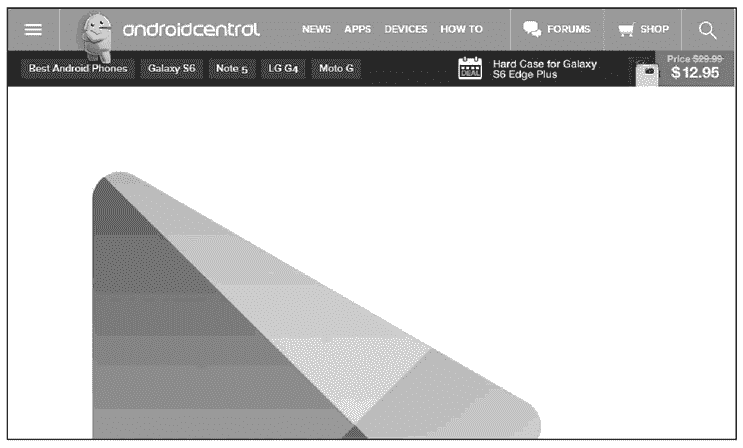 androidcentral NEWS APPS DEVICES HOW TO FORUMS SHOP
Best Android Phones Galaxy S6 Note 5 LG G4 Moto G
DEAL
Hard Case for Galaxy
S6 Edge Plus
Price $29.99
$12.95